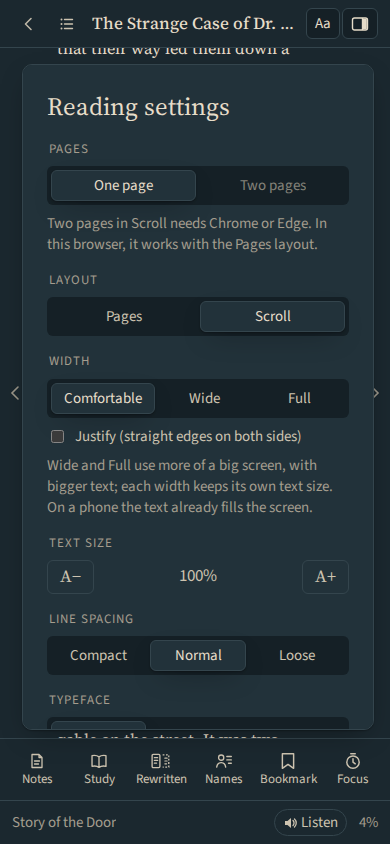 The Strange Case of Dr. ...
Aa
that their way led them down a
Reading settings
PAGES
One page
Two pages
Two pages in Scroll needs Chrome or Edge. In
this browser, it works with the Pages layout.
LAYOUT
Pages
Scroll
WIDTH
Comfortable
Wide
Full
Justify (straight edges on both sides)
Wide and Full use more of a big screen, with
bigger text; each width keeps its own text size.
On a phone the text already fills the screen.
TEXT SIZE
A−
100%
A+
LINE SPACING
Compact
Normal
Loose
TYPEFACE
Notes
Study
Rewritten
Names
Bookmark
Focus
Story of the Door
Listen
4%